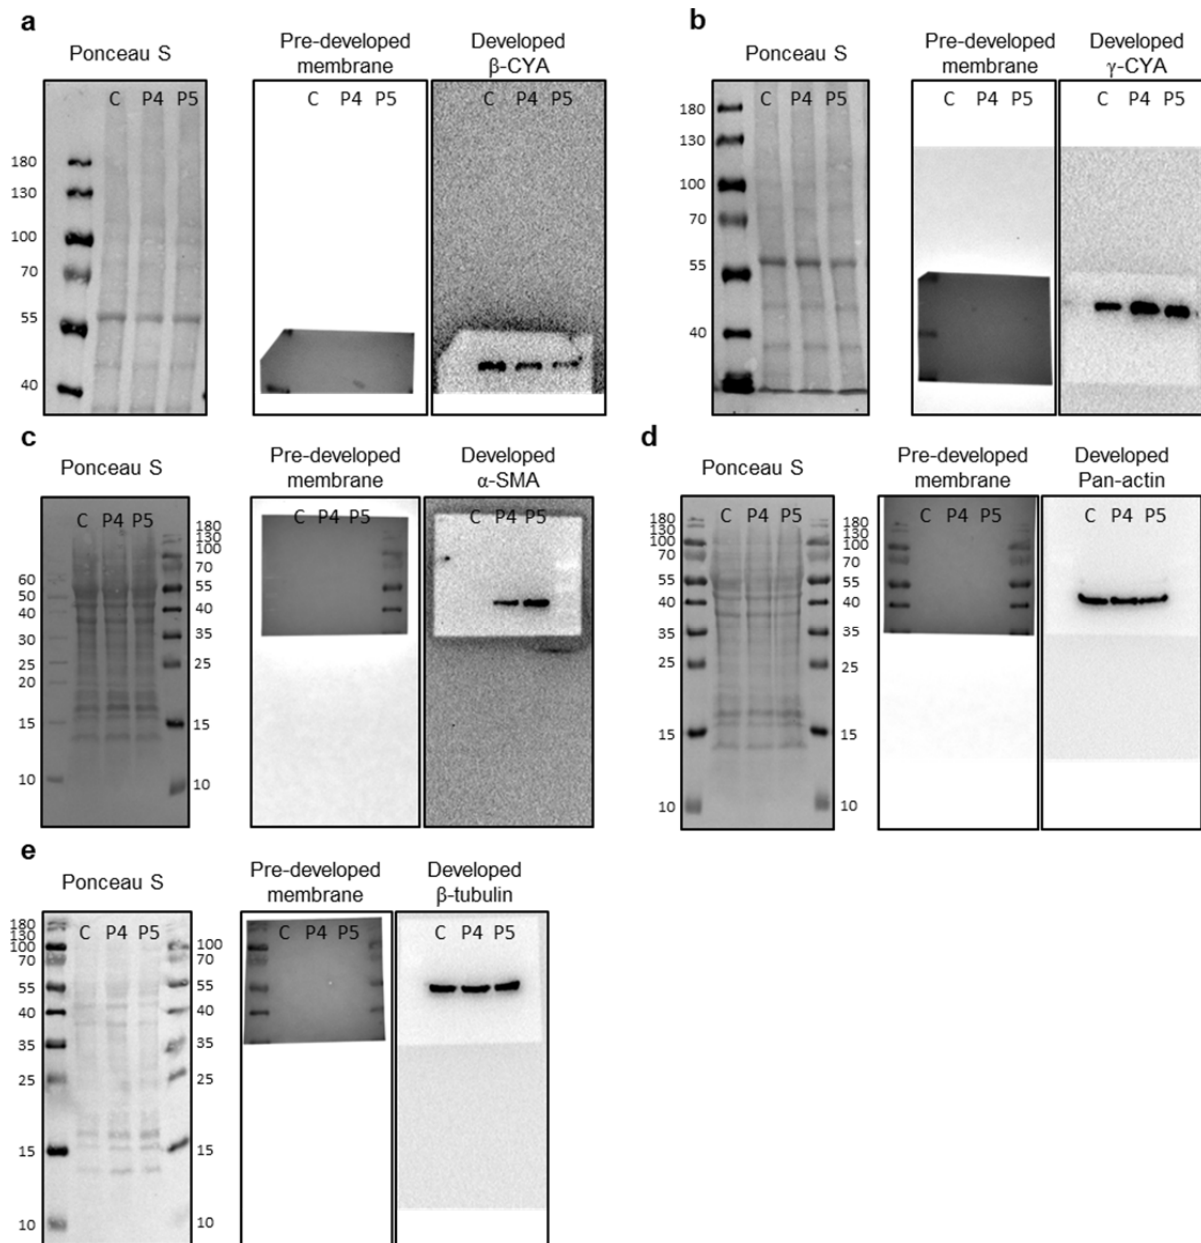 a
Ponceau S
Pre-developed
membrane
Developed
β-CYA
C P4 P5
C P4 P5
C P4 P5
180
130
100
70
55
40
b
Ponceau S
Pre-developed
membrane
Developed
γ-CYA
C P4 P5
C P4 P5
C P4 P5
180
130
100
70
55
40
c
Ponceau S
Pre-developed
membrane
Developed
α-SMA
C P4 P5
C P4 P5
C P4 P5
60
50
40
30
20
15
10
180
130
100
70
55
40
35
25
15
10
d
Ponceau S
Pre-developed
membrane
Developed
Pan-actin
C P4 P5
C P4 P5
C P4 P5
180
130
100
70
55
40
35
25
15
10
180
130
100
70
55
40
35
25
15
10
e
Ponceau S
Pre-developed
membrane
Developed
β-tubulin
C P4 P5
C P4 P5
C P4 P5
180
130
100
70
55
40
35
25
15
10
100
70
55
40
35
25
15
10